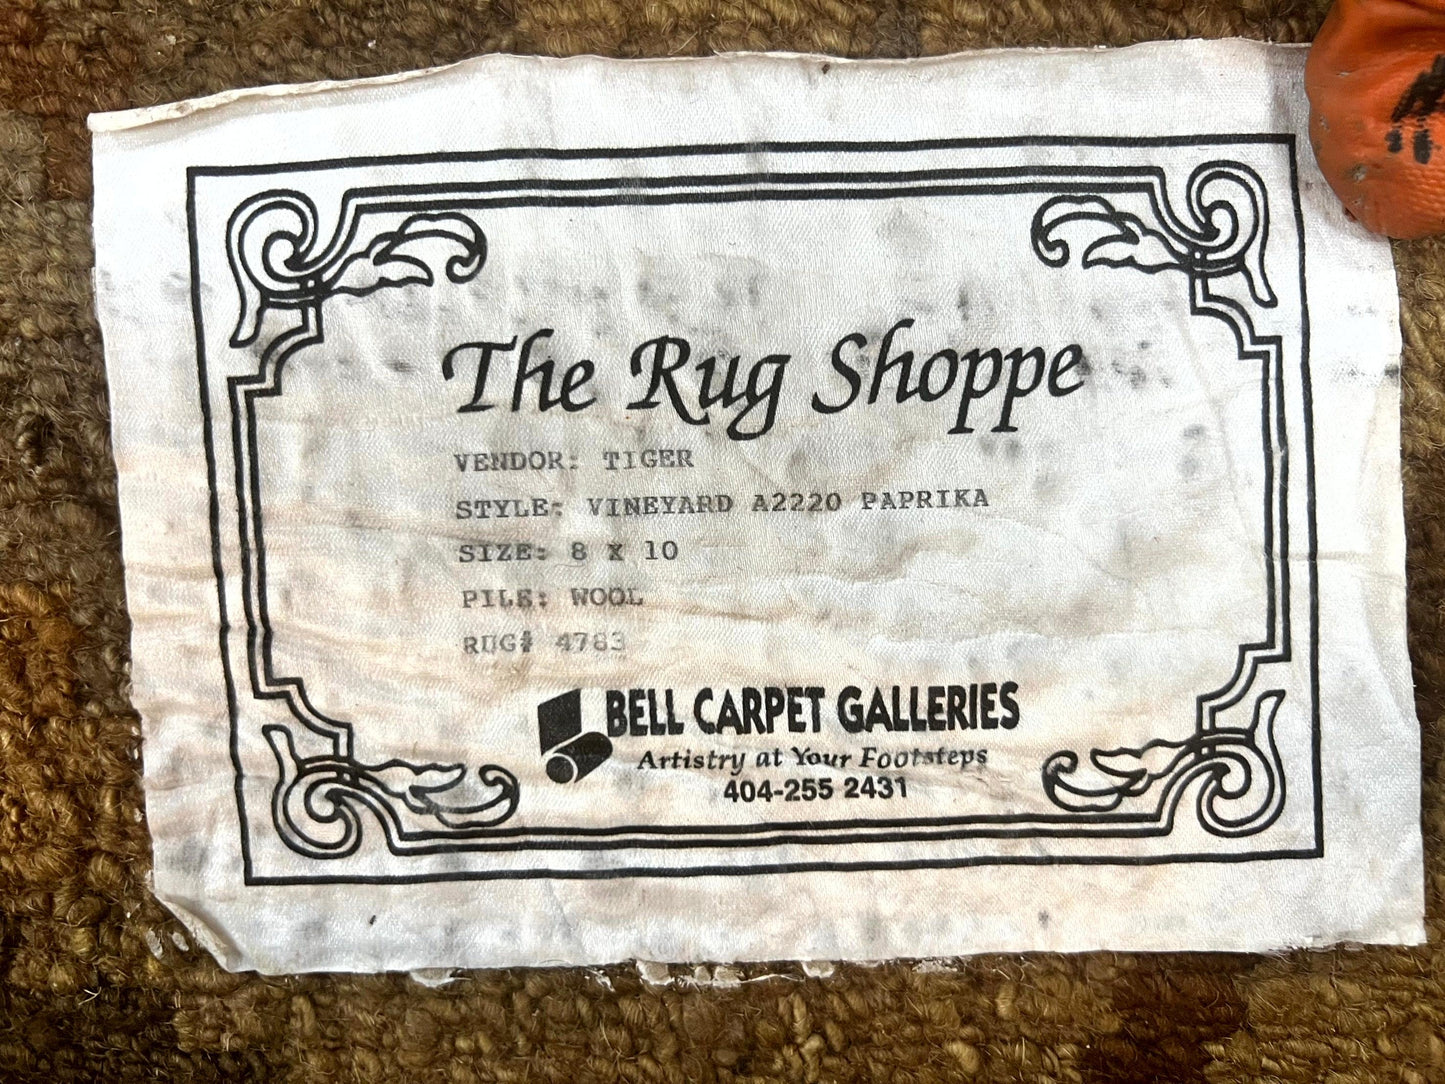 The Rug Shoppe
VENDOR: TIGER
STYLE: VINEYARD A2220 PAPRIKA
SIZE: 8 X 10
PILE: WOOL
RUG# 4783
BELL CARPET GALLERIES
Artistry at Your Footsteps
404-255 2431